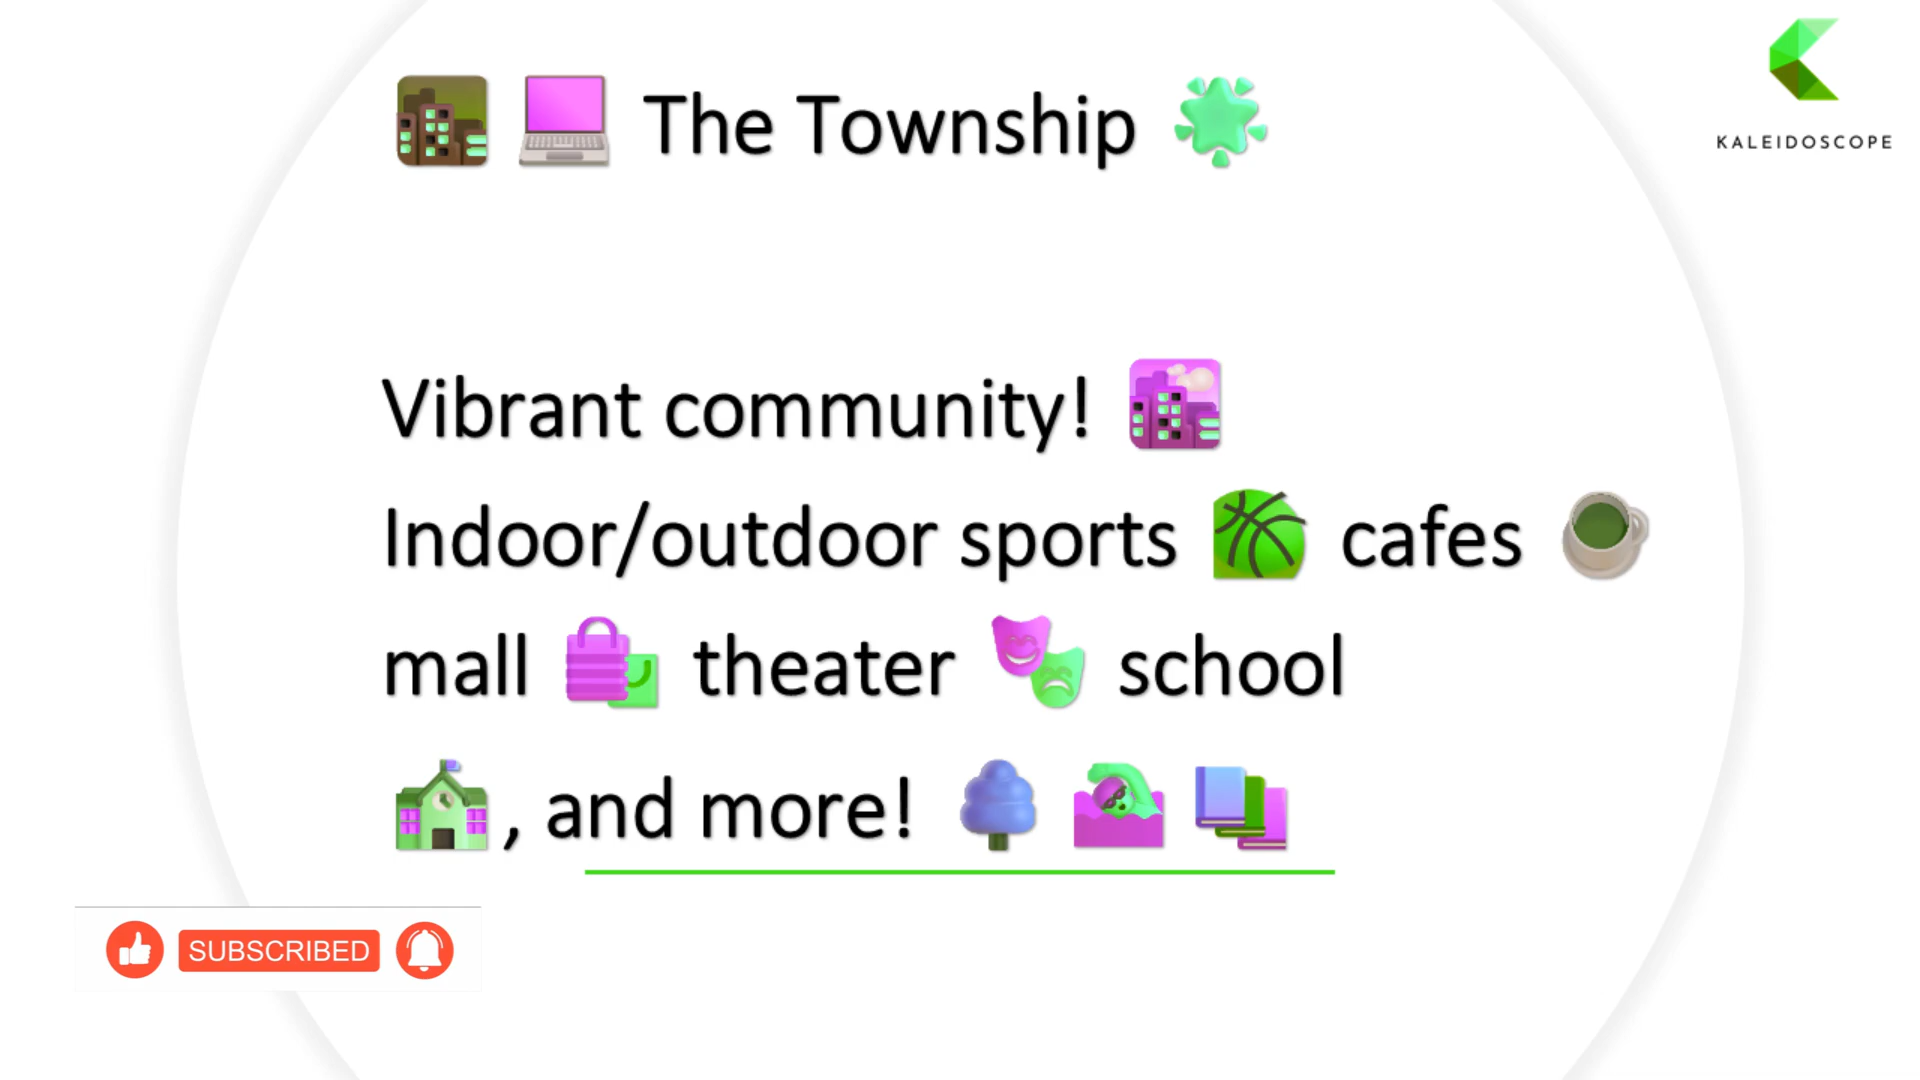 The Township
KALEIDOSCOPE
Vibrant community!
Indoor/outdoor sports cafes
mall theater school
, and more!
SUBSCRIBED